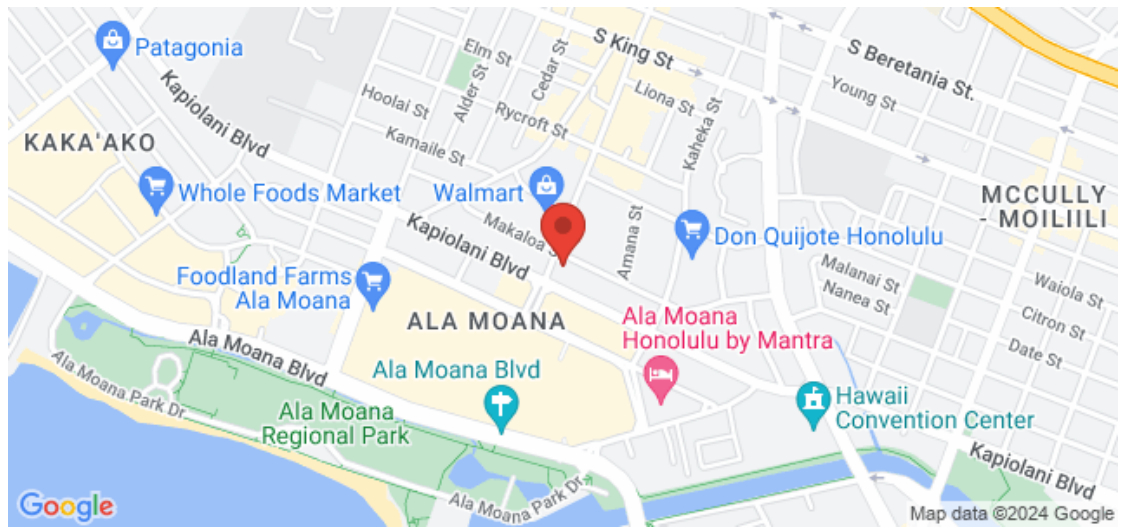 Patagonia
Elm St
Cedar St
S King St
S Beretania St.
Hoolai St
Alder St
Rycroft St
Liona St
Kaheka St
Young St
Kapiolani Blvd
KAKA'AKO
Kamaile St
Whole Foods Market
Walmart
MCCULLY
- MOILIILI
Makaloa S
Kapiolani Blvd
Amana St
Don Quijote Honolulu
Foodland Farms
Ala Moana
Malanai St
Nanea St
Waiola St
Citron St
Date St
ALA MOANA
Ala Moana
Honolulu by Mantra
Ala Moana Blvd
Ala Moana Park Dr
Ala Moana Blvd
Ala Moana
Regional Park
Hawaii
Convention Center
Kapiolani Blvd
Ala Moana Park Dr
Google
Map data ©2024 Google